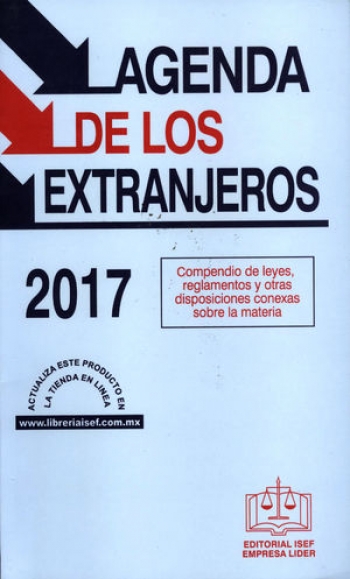 AGENDA
DE LOS
EXTRANJEROS
2017
Compendio de leyes,
reglamentos y otras
disposiciones conexas
sobre la materia
ACTUALIZA ESTE PRODUCTO EN
LA TIENDA EN LINEA
www.libreriaisef.com.mx
EDITORIAL ISEF
EMPRESA LIDER